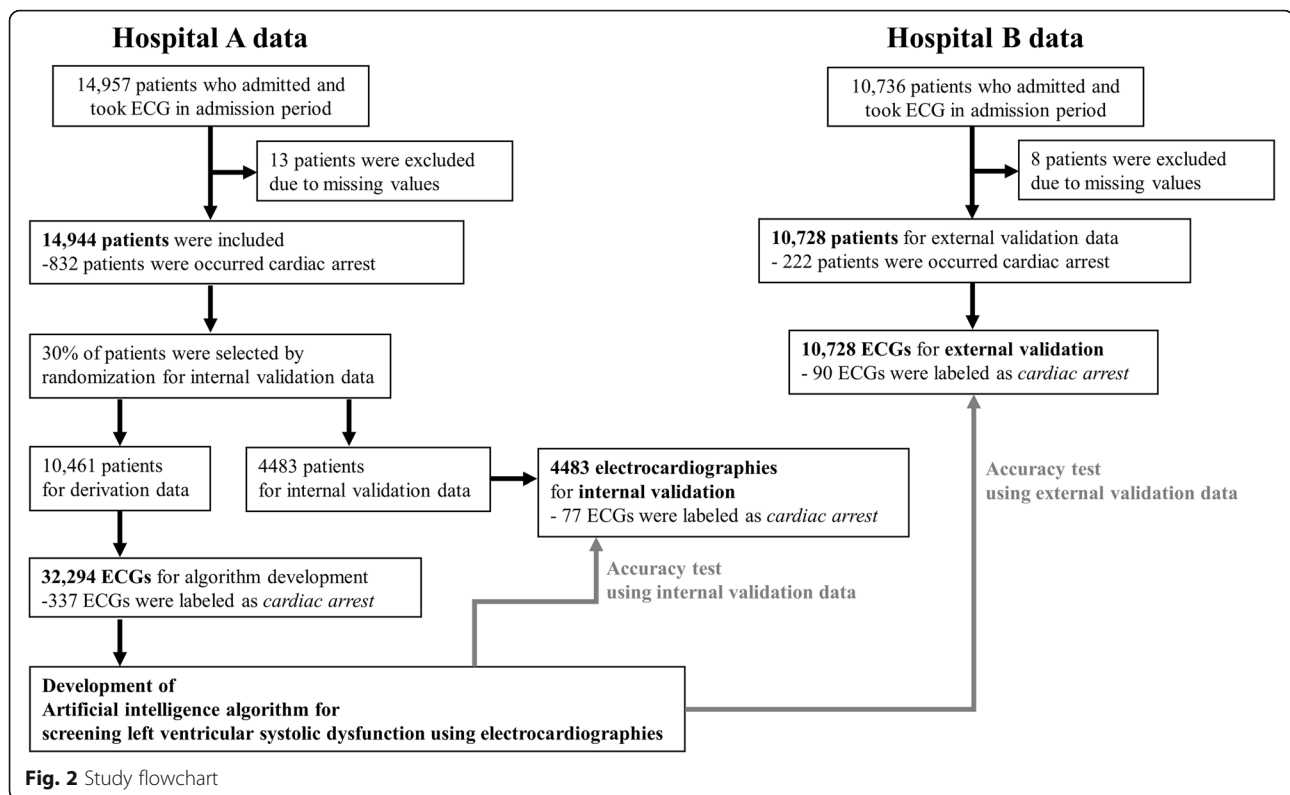 Hospital A data
14,957 patients who admitted and
took ECG in admission period
13 patients were excluded
due to missing values
14,944 patients were included
-832 patients were occurred cardiac arrest
30% of patients were selected by
randomization for internal validation data
10,461 patients
for derivation data
4483 patients
for internal validation data
4483 electrocardiographies
for internal validation
- 77 ECGs were labeled as cardiac arrest
32,294 ECGs for algorithm development
-337 ECGs were labeled as cardiac arrest
Accuracy test
using internal validation data
Development of
Artificial intelligence algorithm for
screening left ventricular systolic dysfunction using electrocardiographies
Hospital B data
10,736 patients who admitted and
took ECG in admission period
8 patients were excluded
due to missing values
10,728 patients for external validation data
- 222 patients were occurred cardiac arrest
10,728 ECGs for external validation
- 90 ECGs were labeled as cardiac arrest
Accuracy test
using external validation data
Fig. 2 Study flowchart